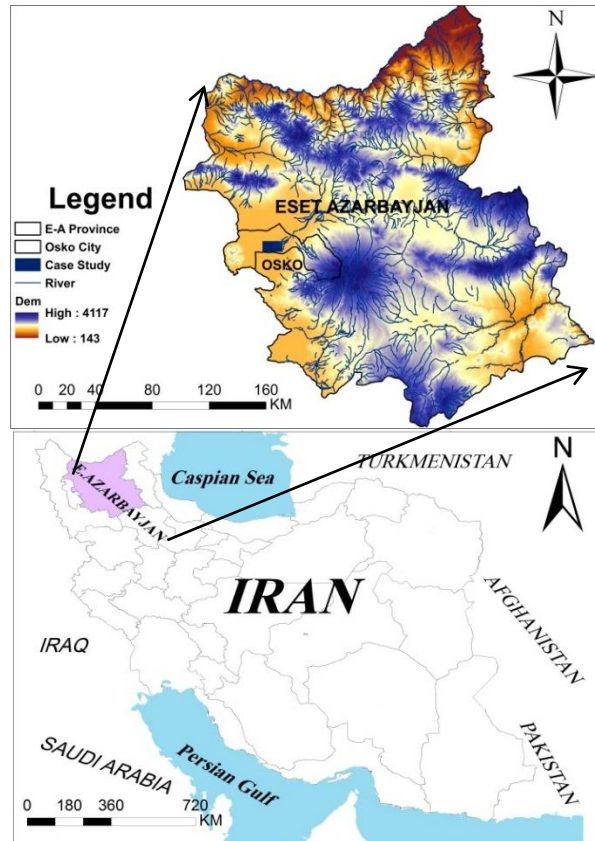 N
Legend
E-A Province
Osko City
Case Study
River
Dem
High : 4117
Low : 143
ESET AZARBAYJAN
OSKO
0 20 40 80 120 160
KM
N
Caspian Sea
TURKMENISTAN
E.AZARBAYJAN
IRAN
AFGHANISTAN
IRAQ
PAKISTAN
SAUDI ARABIA
Persian Gulf
0 180 360 720
KM